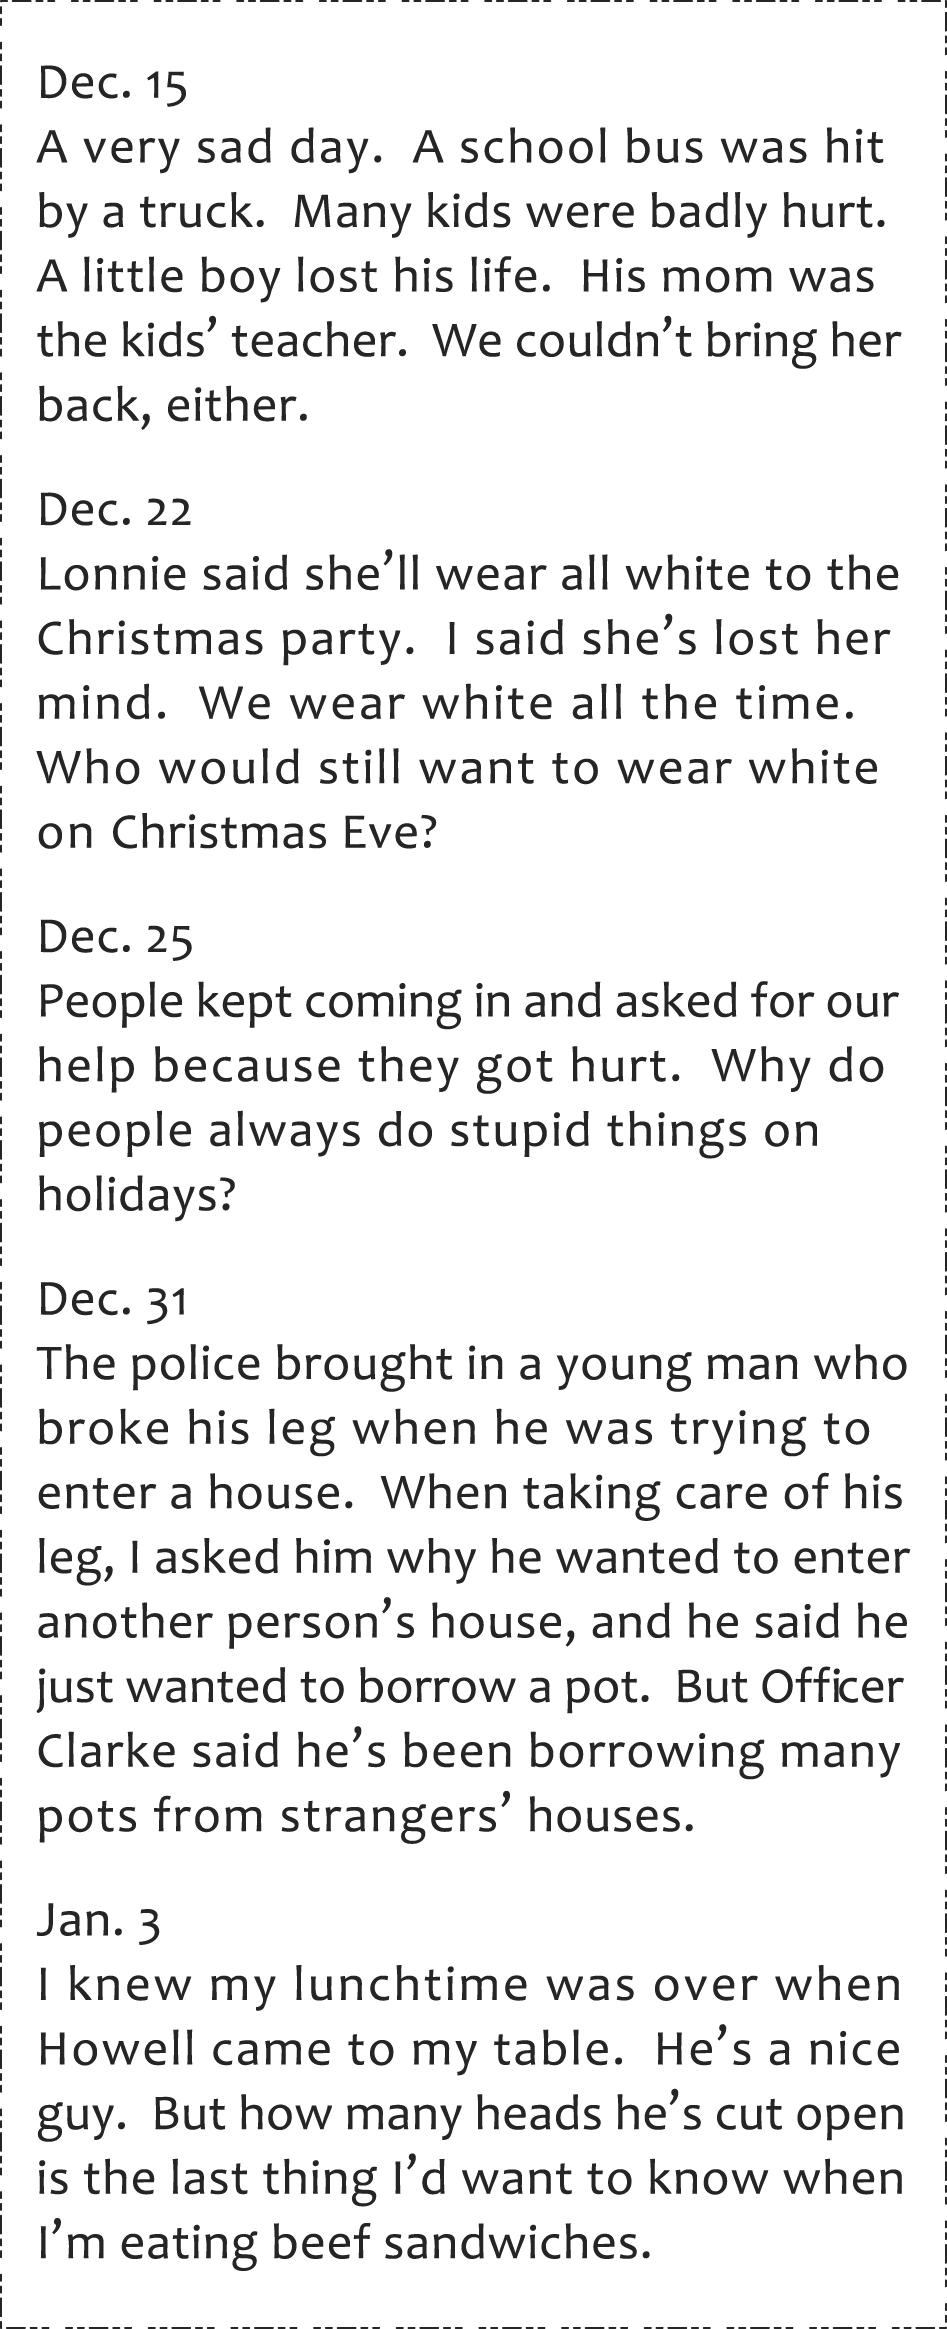 Dec. 15
A very sad day.  A school bus was hit
by a truck.  Many kids were badly hurt.
A little boy lost his life.  His mom was
the kids’ teacher.  We couldn’t bring her
back, either.
Dec. 22
Lonnie said she’ll wear all white to the
Christmas party.  I said she’s lost her
mind.  We wear white all the time.
Who would still want to wear white
on Christmas Eve?
Dec. 25
People kept coming in and asked for our
help because they got hurt.  Why do
people always do stupid things on
holidays?
Dec. 31
The police brought in a young man who
broke his leg when he was trying to
enter a house.  When taking care of his
leg, I asked him why he wanted to enter
another person’s house, and he said he
just wanted to borrow a pot.  But Officer
Clarke said he’s been borrowing many
pots from strangers’ houses.
Jan. 3
I knew my lunchtime was over when
Howell came to my table.  He’s a nice
guy.  But how many heads he’s cut open
is the last thing I’d want to know when
I’m eating beef sandwiches.